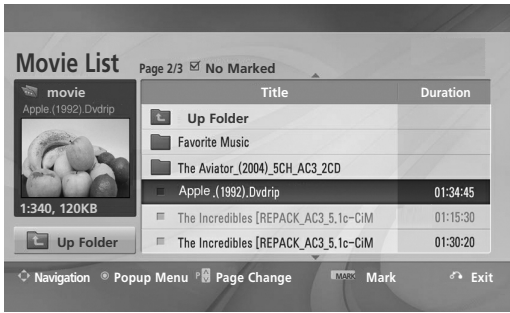 Movie List Page 2/3 No Marked
movie
Apple.(1992).Dvdrip
1:340, 120KB
Up Folder
Title Duration
Up Folder
Favorite Music
The Aviator_(2004)_5CH_AC3_2CD
Apple .(1992).Dvdrip 01:34:45
The Incredibles [REPACK_AC3_5.1c-CiM 01:15:30
The Incredibles [REPACK_AC3_5.1c-CiM 01:30:20
Navigation Popup Menu P Page Change MARK Mark Exit